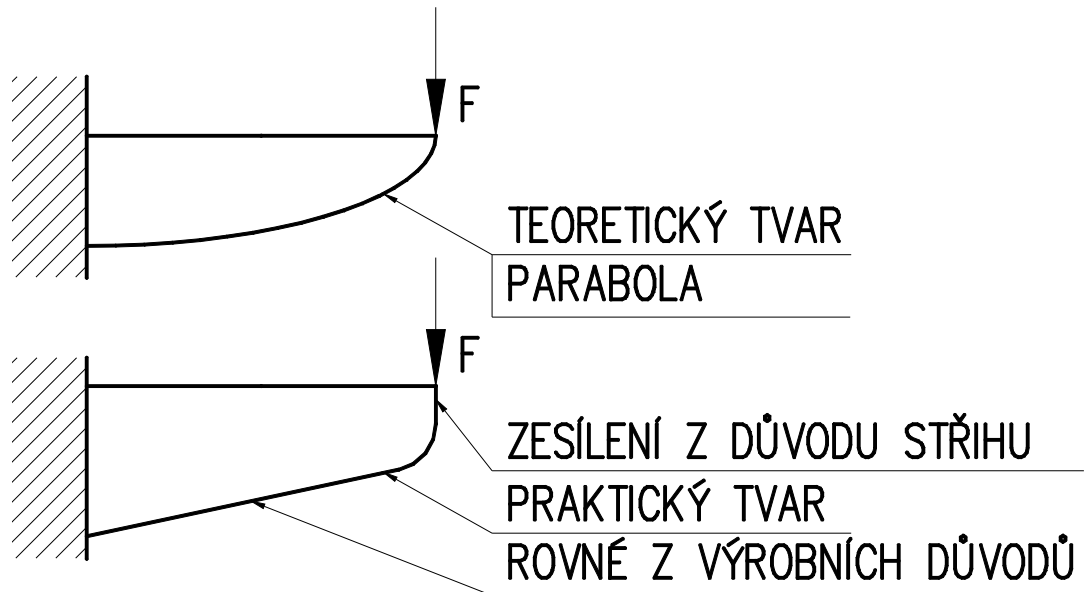 F
TEORETICKÝ TVAR
PARABOLA
F
ZESÍLENÍ Z DŮVODU STŘIHU
PRAKTICKÝ TVAR
ROVNÉ Z VÝROBNÍCH DŮVODŮ